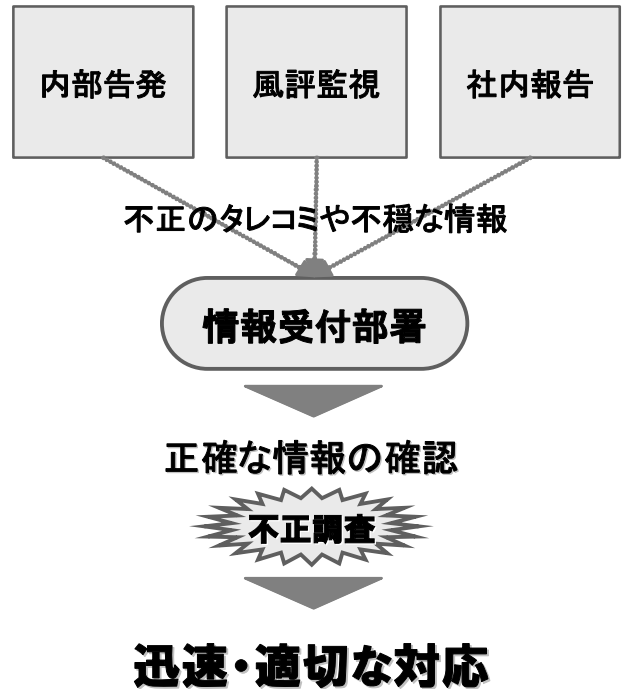 内部告発
風評監視
社内報告
不正のタレコミや不穏な情報
情報受付部署
正確な情報の確認
不正調査
迅速・適切な対応